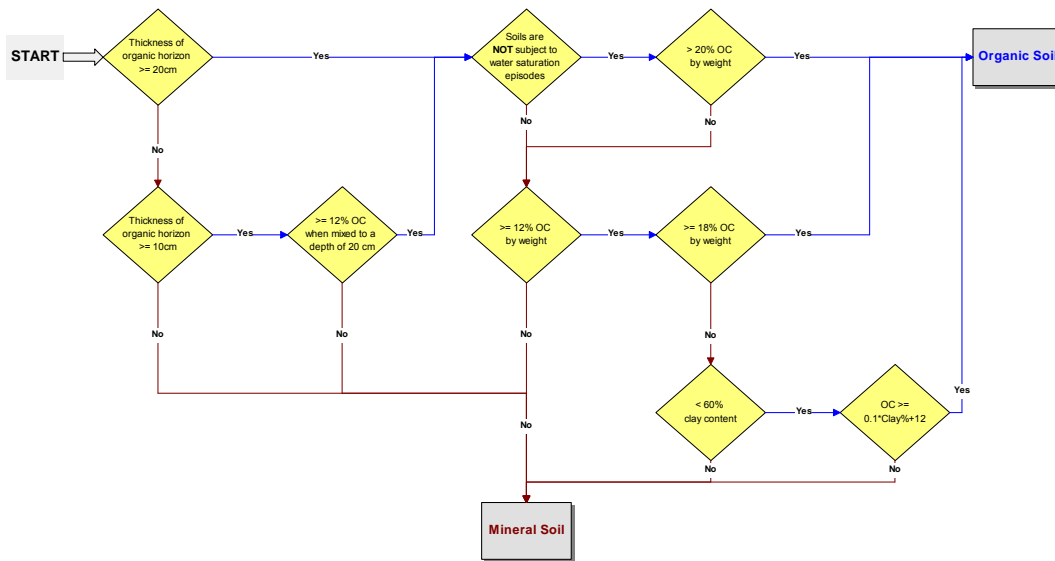 START
Thickness of
organic horizon
>= 20cm
Yes
Soils are
NOT subject to
water saturation
episodes
Yes
> 20% OC
by weight
Yes
Organic Soil
No
No
No
Thickness of
organic horizon
>= 10cm
Yes
>= 12% OC
when mixed to a
depth of 20 cm
Yes
>= 12% OC
by weight
Yes
>= 18% OC
by weight
Yes
No
No
No
No
< 60%
clay content
Yes
OC >=
0.1*Clay%+12
Yes
No
No
No
Mineral Soil